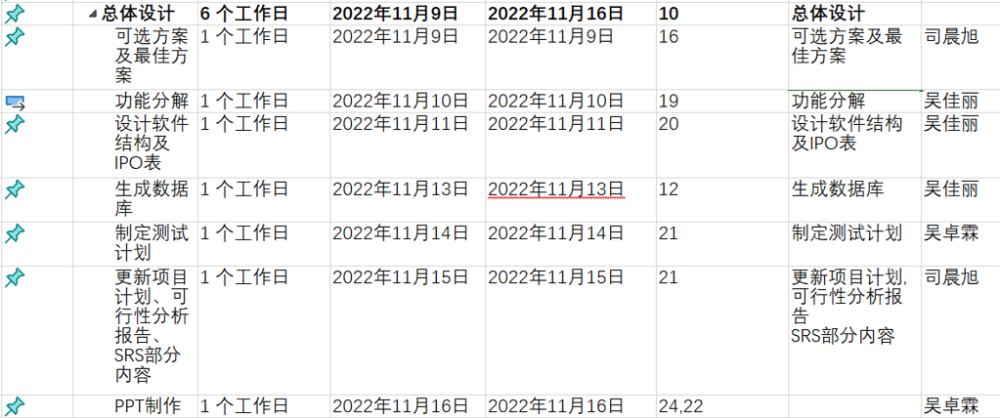 总体设计 6 个工作日 2022年11月9日 2022年11月16日 10 总体设计
可选方案 1 个工作日 2022年11月9日 2022年11月9日 16 可选方案及最 司晨旭
及最佳方 佳方案
案
功能分解 1 个工作日 2022年11月10日 2022年11月10日 19 功能分解 吴佳丽
设计软件 1 个工作日 2022年11月11日 2022年11月11日 20 设计软件结构 吴佳丽
结构及 及IPO表
IPO表
生成数据 1 个工作日 2022年11月13日 2022年11月13日 12 生成数据库 吴佳丽
库
制定测试 1 个工作日 2022年11月14日 2022年11月14日 21 制定测试计划 吴卓霖
计划
更新项目 1 个工作日 2022年11月15日 2022年11月15日 21 更新项目计划, 司晨旭
计划、可 可行性分析报
行性分析 告
报告、 SRS部分内容
SRS部分
内容
PPT制作 1 个工作日 2022年11月16日 2022年11月16日 24,22 吴卓霖